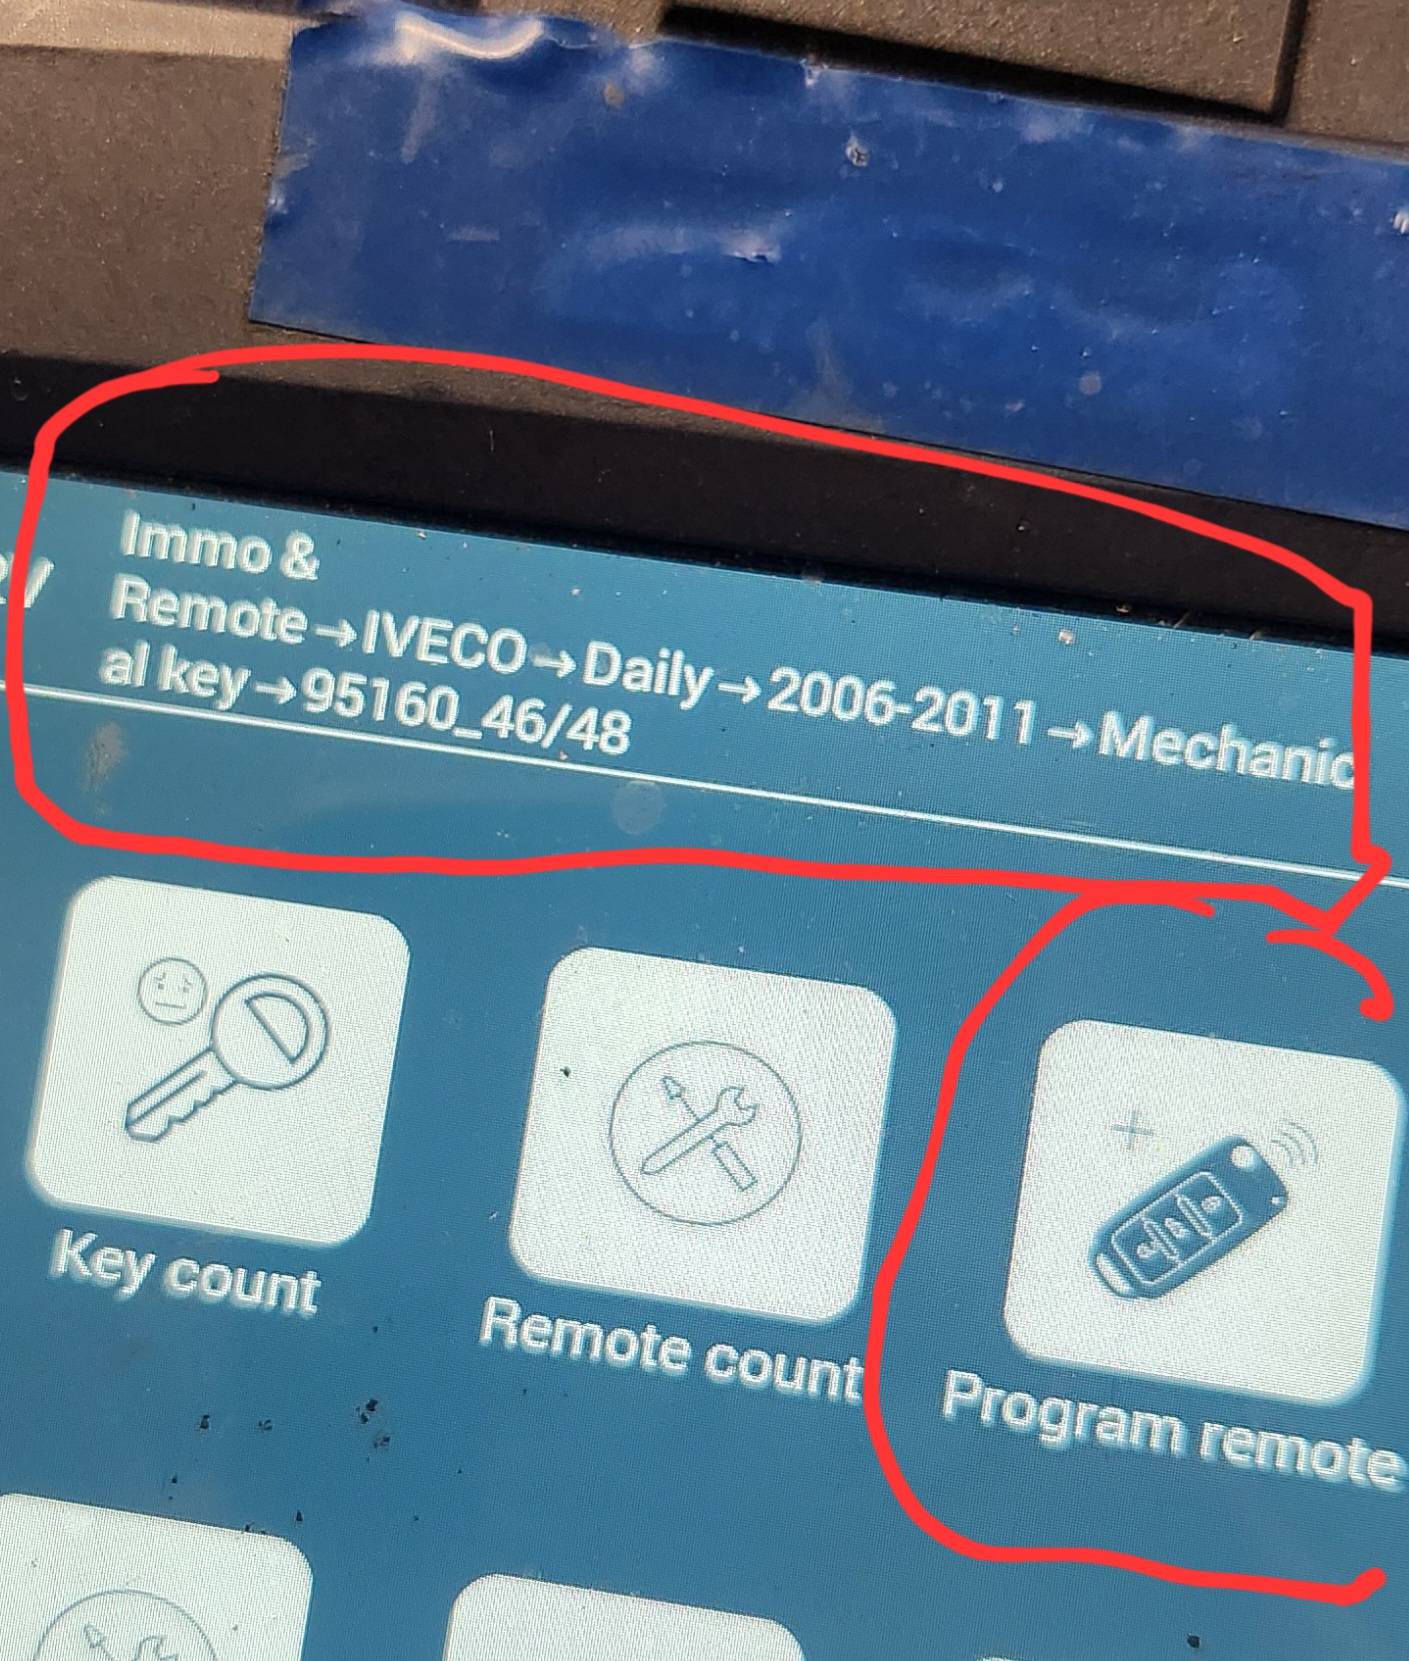 Immo &
Remote→IVECO→Daily→2006-2011→Mechanic
al key→95160_46/48
Key count
Remote count
Program remote